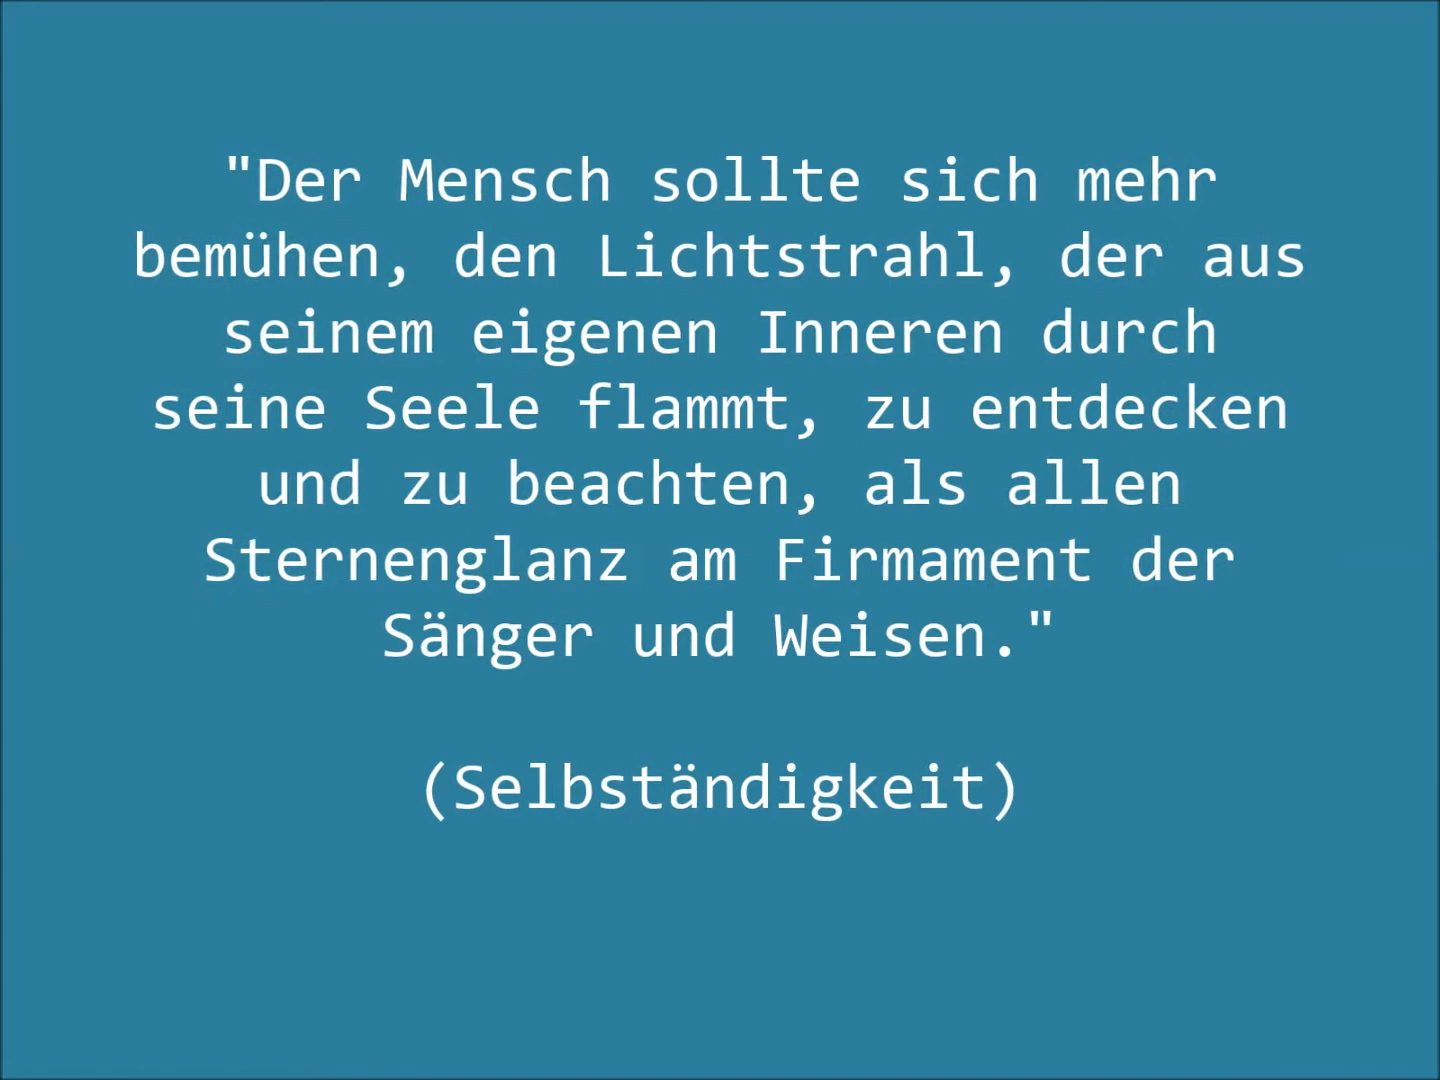 "Der Mensch sollte sich mehr
bemühen, den Lichtstrahl, der aus
seinem eigenen Inneren durch
seine Seele flammt, zu entdecken
und zu beachten, als allen
Sternenglanz am Firmament der
Sänger und Weisen."
(Selbständigkeit)